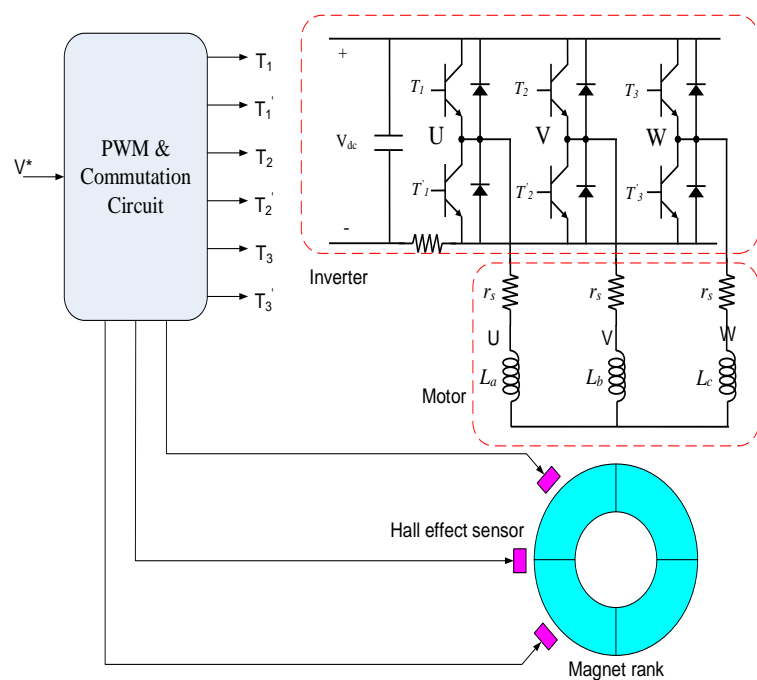 V*
PWM &
Commutation
Circuit
T1
T1'
T2
T2'
T3
T3'
+
Vdc
-
T1
T2
T3
U
V
W
T'1
T'2
T'3
Inverter
rs
rs
rs
U
V
W
La
Lb
Lc
Motor
Hall effect sensor
Magnet rank